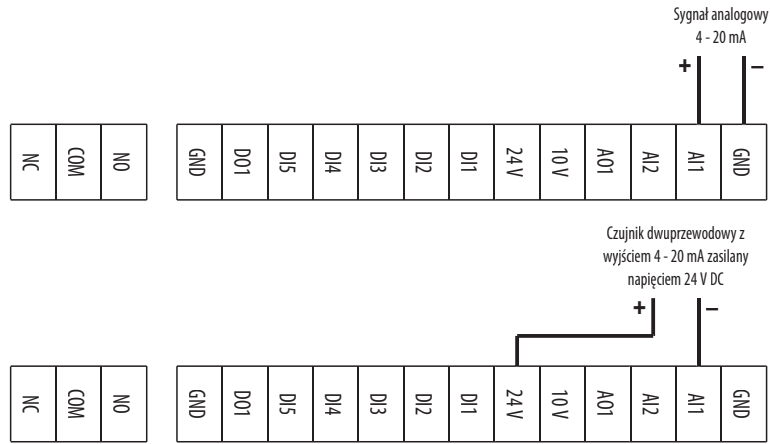 Sygnał analogowy
4 - 20 mA
+ –
NC COM NO GND DO1 DI5 DI4 DI3 DI2 DI1 24 V 10 V AO1 AI2 AI1 GND
Czujnik dwuprzewodowy z
wyjściem 4 - 20 mA zasilany
napięciem 24 V DC
+ –
NC COM NO GND DO1 DI5 DI4 DI3 DI2 DI1 24 V 10 V AO1 AI2 AI1 GND